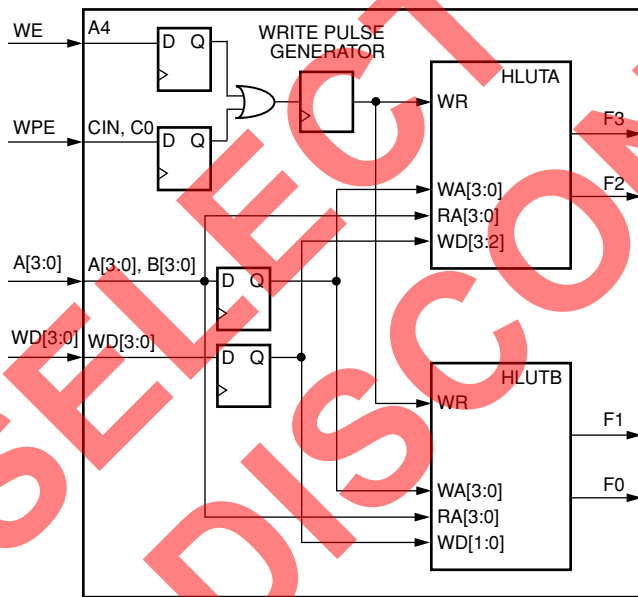 WE
A4
D Q
WRITE PULSE
GENERATOR
HLUTA
WR
F3
WPE
CIN, C0
D Q
F2
WA[3:0]
RA[3:0]
WD[3:2]
A[3:0]
A[3:0], B[3:0]
D Q
WD[3:0]
WD[3:0]
D Q
HLUTB
WR
F1
WA[3:0]
F0
RA[3:0]
WD[1:0]
SELECT
DISCON